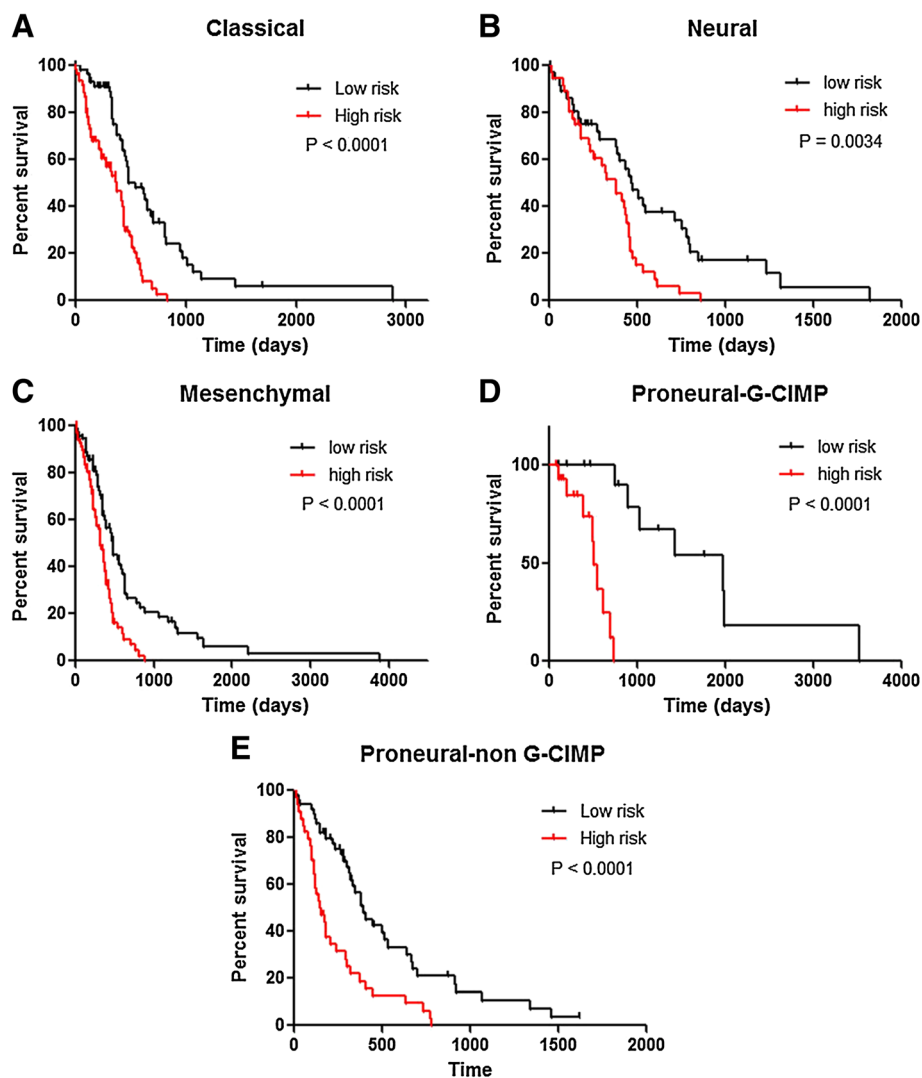 A
Classical
Percent survival
100
80
60
40
20
0
0 1000 2000 3000
Time (days)
Low risk
High risk
P < 0.0001
B
Neural
Percent survival
100
80
60
40
20
0
0 500 1000 1500 2000
Time (days)
low risk
high risk
P = 0.0034
C
Mesenchymal
Percent survival
100
80
60
40
20
0
0 1000 2000 3000 4000
Time (days)
low risk
high risk
P < 0.0001
D
Proneural-G-CIMP
Percent survival
100
50
0
0 1000 2000 3000 4000
Time (days)
low risk
high risk
P < 0.0001
E
Proneural-non G-CIMP
Percent survival
100
80
60
40
20
0
0 500 1000 1500 2000
Time
Low risk
High risk
P < 0.0001